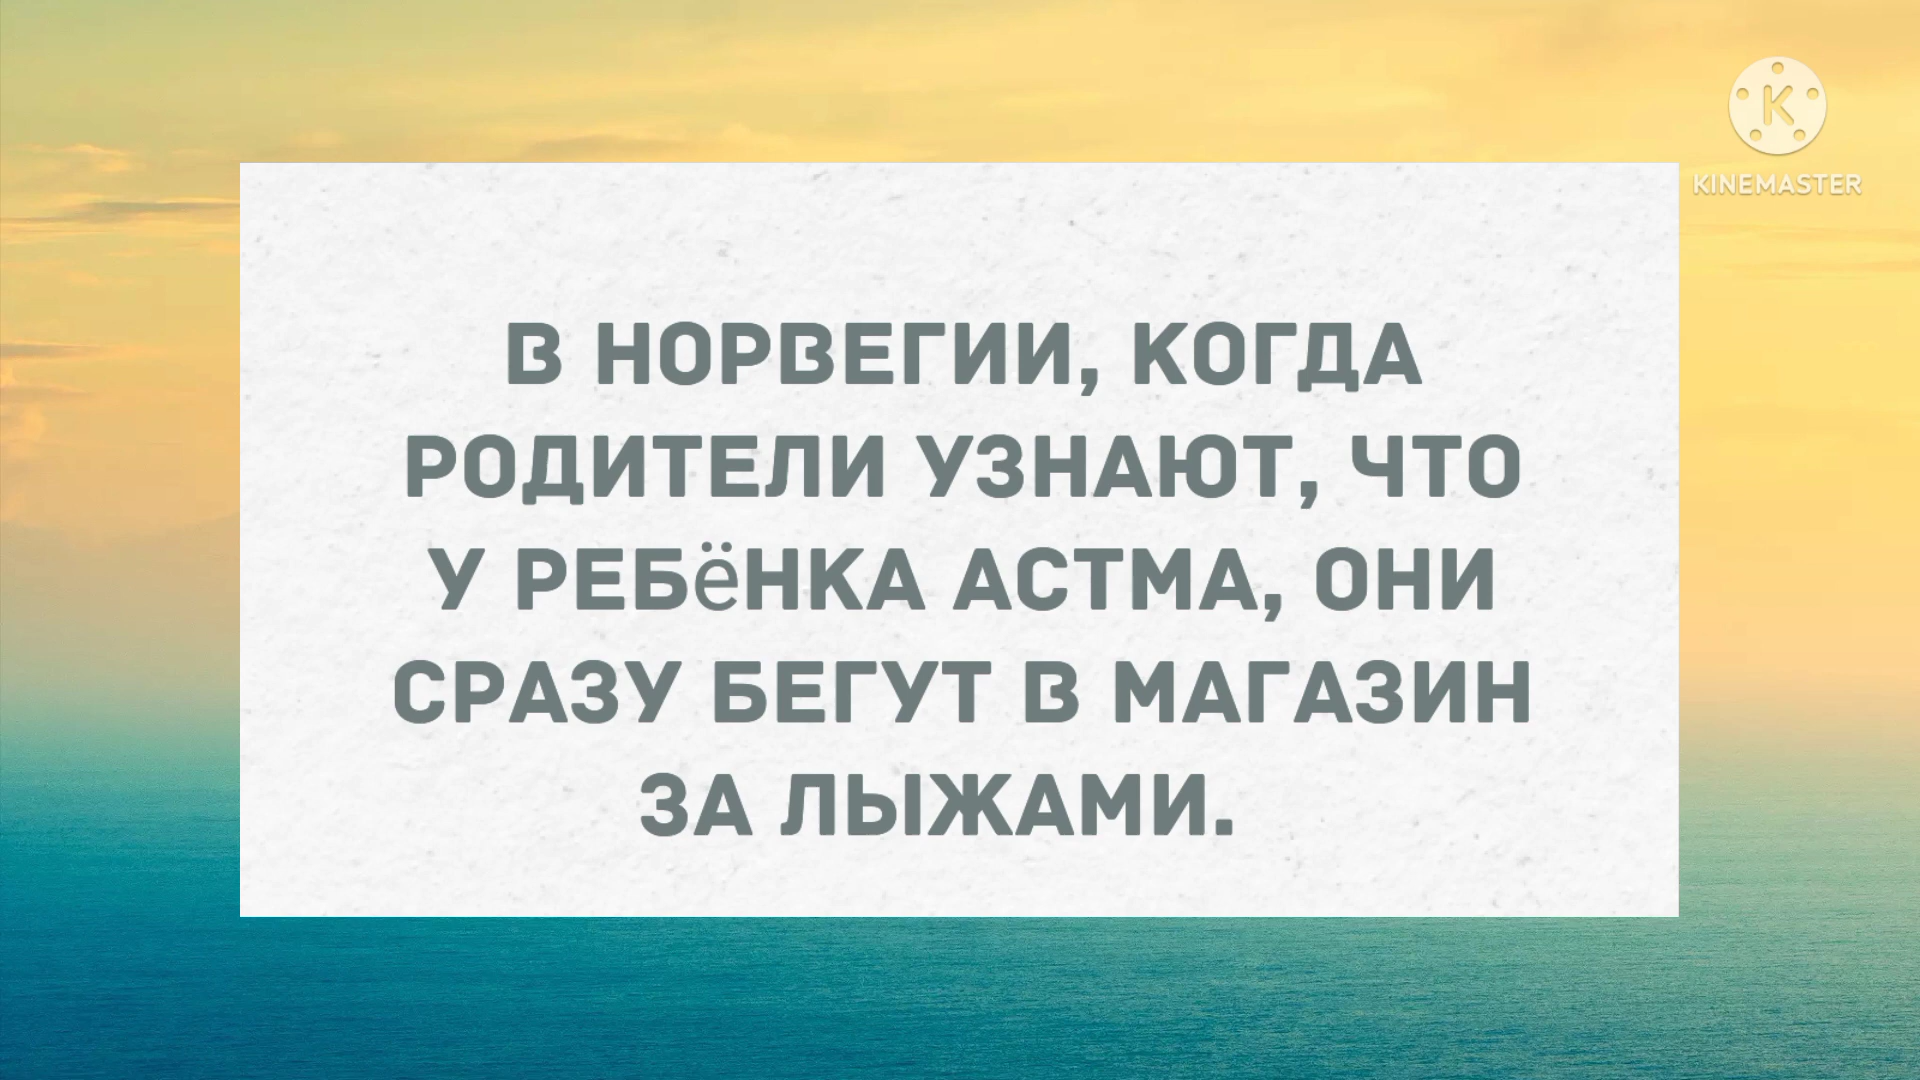 K
KINEMASTER
В НОРВЕГИИ, КОГДА
РОДИТЕЛИ УЗНАЮТ, ЧТО
У РЕБёНКА АСТМА, ОНИ
СРАЗУ БЕГУТ В МАГАЗИН
ЗА ЛЫЖАМИ.